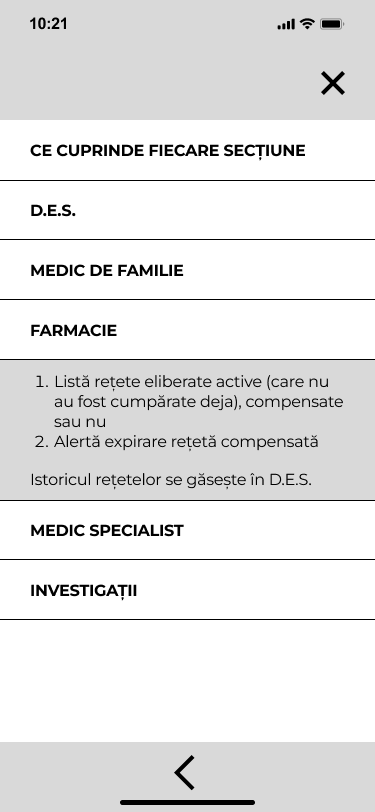 10:21
CE CUPRINDE FIECARE SECȚIUNE
D.E.S.
MEDIC DE FAMILIE
FARMACIE
1. Listă rețete eliberate active (care nu
au fost cumpărate deja), compensate
sau nu
2. Alertă expirare rețetă compensată
Istoricul rețetelor se găsește în D.E.S.
MEDIC SPECIALIST
INVESTIGAȚII